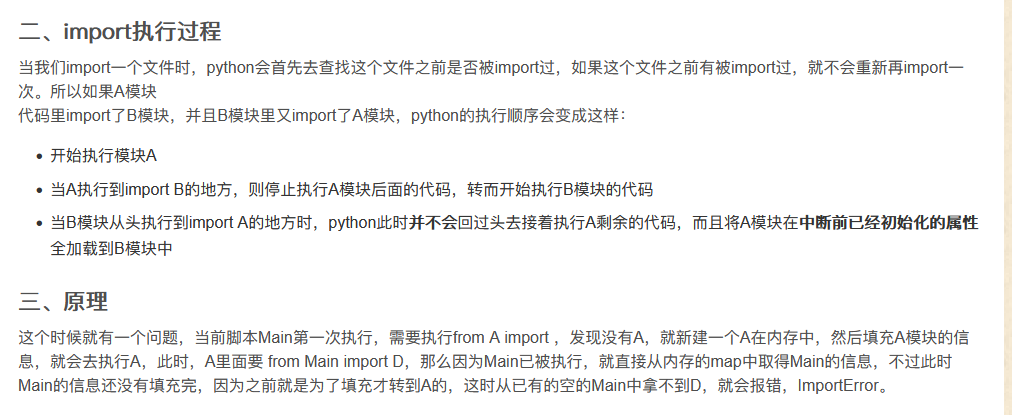 二、import执行过程
当我们import一个文件时，python会首先去查找这个文件之前是否被import过，如果这个文件之前有被import过，就不会重新再import一
次。所以如果A模块
代码里import了B模块，并且B模块里又import了A模块，python的执行顺序会变成这样：
• 开始执行模块A
• 当A执行到import B的地方，则停止执行A模块后面的代码，转而开始执行B模块的代码
• 当B模块从头执行到import A的地方时，python此时并不会回过头去接着执行A剩余的代码，而且将A模块在中断前已经初始化的属性
全加载到B模块中
三、原理
这个时候就有一个问题，当前脚本Main第一次执行，需要执行from A import ，发现没有A，就新建一个A在内存中，然后填充A模块的信
息，就会去执行A，此时，A里面要 from Main import D，那么因为Main已被执行，就直接从内存的map中取得Main的信息，不过此时
Main的信息还没有填充完，因为之前就是为了填充才转到A的，这时从已有的空的Main中拿不到D，就会报错，ImportError。